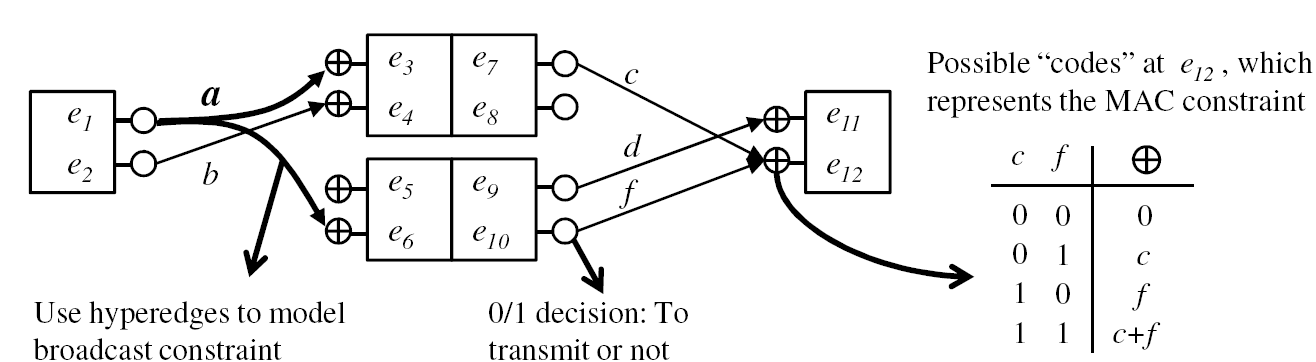 a
b
c
d
f
e1
e2
e3
e4
e5
e6
e7
e8
e9
e10
e11
e12
Use hyperedges to model
broadcast constraint
0/1 decision: To
transmit or not
Possible “codes” at e12 , which
represents the MAC constraint
c f ⊕
0 0 0
0 1 c
1 0 f
1 1 c+f